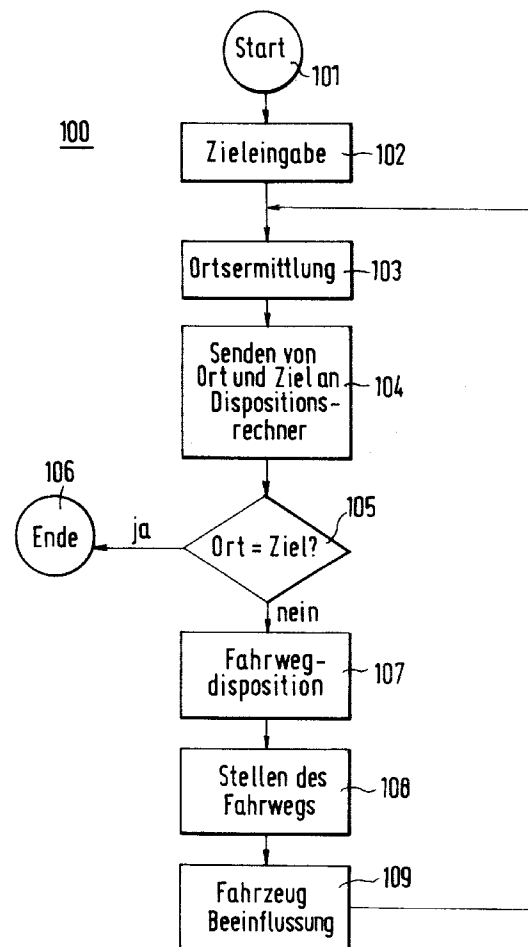 Start
101
100
Zieleingabe
102
Ortsermittlung
103
Senden von
Ort und Ziel an
Dispositions-
rechner
104
106
Ende
ja
Ort = Ziel?
105
nein
Fahrweg-
disposition
107
Stellen des
Fahrwegs
108
Fahrzeug
Beeinflussung
109